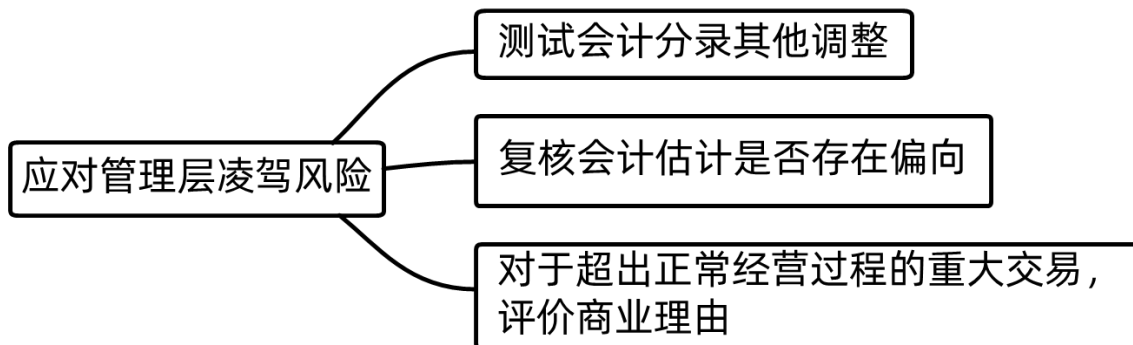 测试会计分录其他调整
应对管理层凌驾风险
复核会计估计是否存在偏向
对于超出正常经营过程的重大交易，
评价商业理由